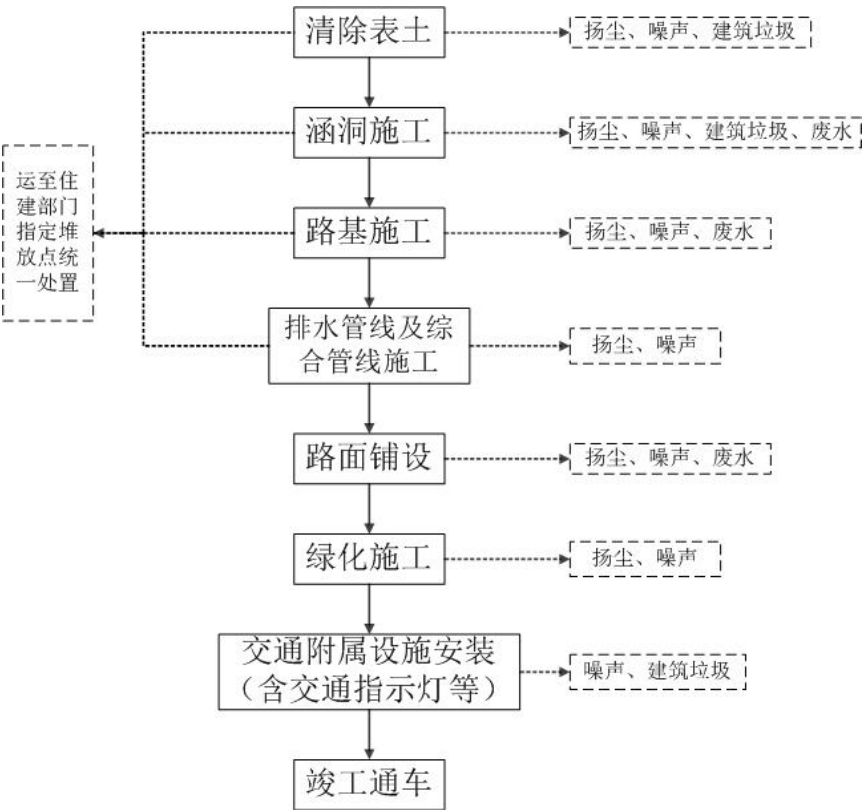 清除表土
扬尘、噪声、建筑垃圾
涵洞施工
扬尘、噪声、建筑垃圾、废水
运至住
建部门
指定堆
放点统
一处置
路基施工
扬尘、噪声、废水
排水管线及综
合管线施工
扬尘、噪声
路面铺设
扬尘、噪声、废水
绿化施工
扬尘、噪声
交通附属设施安装
（含交通指示灯等）
噪声、建筑垃圾
竣工通车